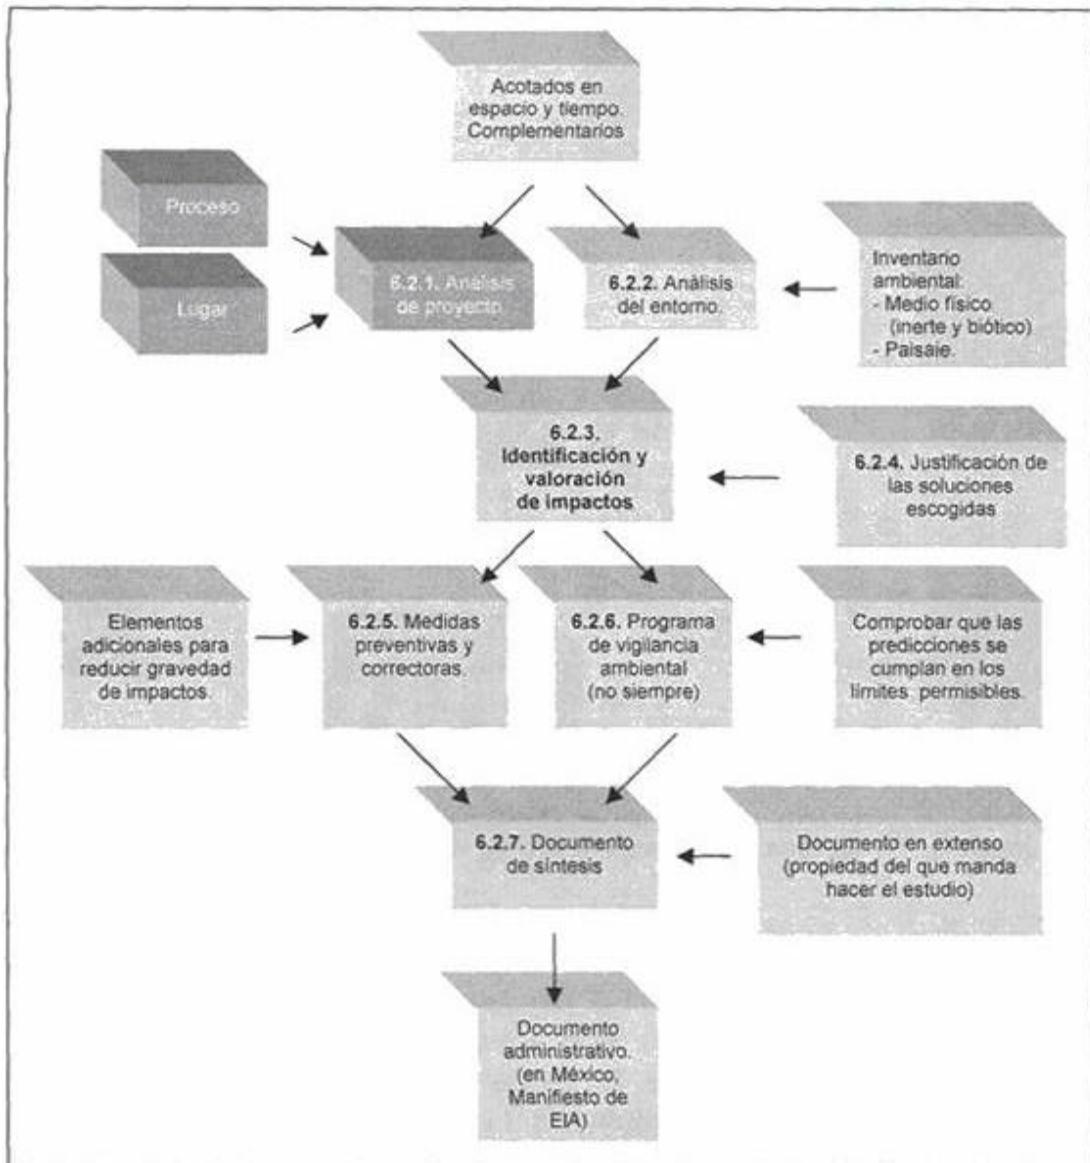 Acotados en
espacio y tiempo.
Complementarios
Proceso
Lugar
6.2.1. Análisis
de proyecto.
6.2.2. Análisis
del entorno.
Inventario
ambiental:
- Medio físico
(inerte y biótico)
- Paisaje.
6.2.3.
Identificación y
valoración
de impactos
6.2.4. Justificación de
las soluciones
escogidas
Elementos
adicionales para
reducir gravedad
de impactos.
6.2.5. Medidas
preventivas y
correctoras.
6.2.6. Programa
de vigilancia
ambiental
(no siempre)
Comprobar que las
predicciones se
cumplan en los
límites permisibles.
6.2.7. Documento
de síntesis
Documento en extenso
(propiedad del que manda
hacer el estudio)
Documento
administrativo.
(en México,
Manifiesto de
EIA)